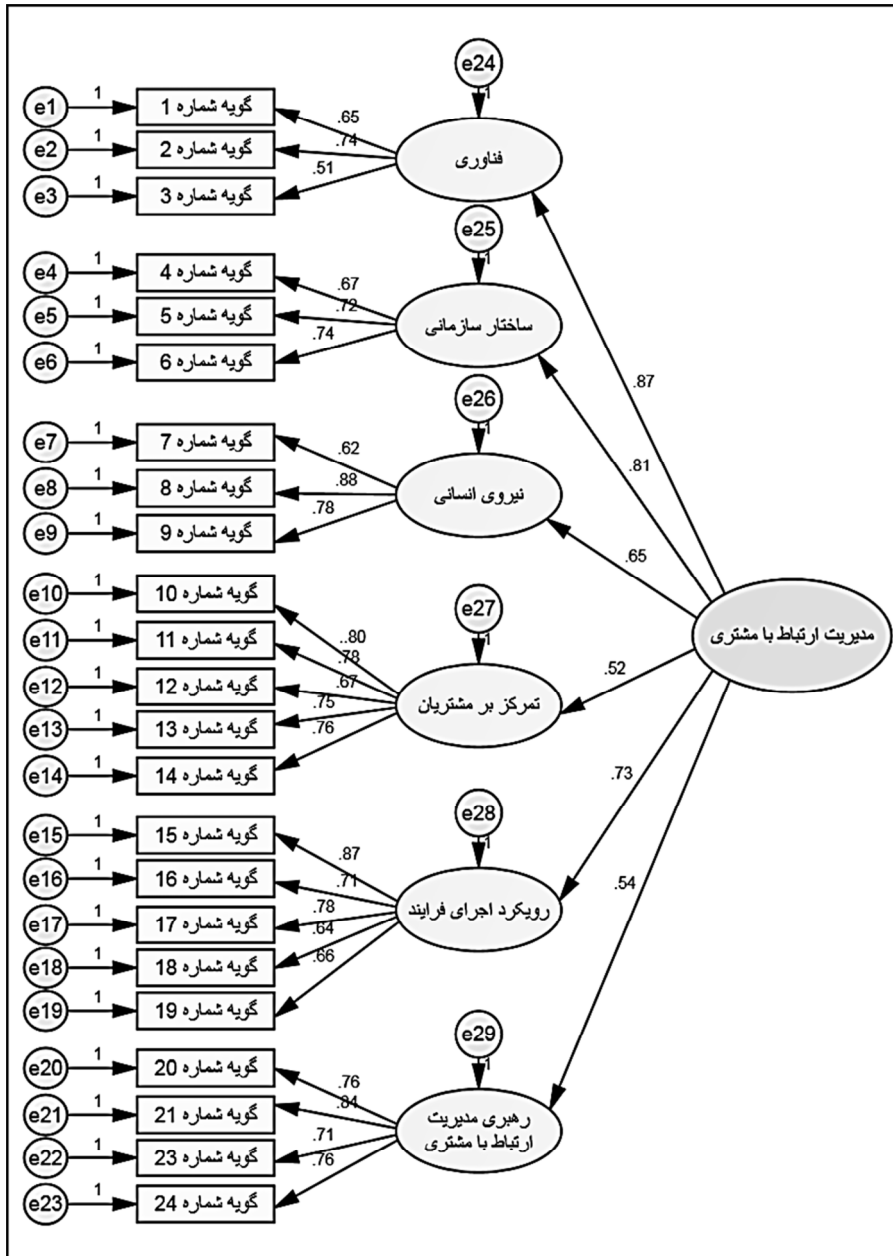 e24
e1
1
گویه شماره 1
.65
1
e2
1
گویه شماره 2
.74
فناوری
e3
1
گویه شماره 3
.51
e25
e4
1
گویه شماره 4
.67
1
e5
1
گویه شماره 5
.72
ساختار سازمانی
e6
1
گویه شماره 6
.74
.87
e26
.81
e7
1
گویه شماره 7
.62
1
e8
1
گویه شماره 8
.88
نیروی انسانی
e9
1
گویه شماره 9
.78
.65
e10
1
گویه شماره 10
..80
e27
1
e11
1
گویه شماره 11
.78
مدیریت ارتباط با مشتری
e12
1
گویه شماره 12
.67
.52
e13
1
گویه شماره 13
.75
تمرکز بر مشتریان
e14
1
گویه شماره 14
.76
.73
e28
e15
1
گویه شماره 15
.87
1
e16
1
گویه شماره 16
.71
.54
e17
1
گویه شماره 17
.78
رویکرد اجرای فرایند
e18
1
گویه شماره 18
.64
e19
1
گویه شماره 19
.66
e29
e20
1
گویه شماره 20
.76
1
e21
1
گویه شماره 21
.84
رهبری مدیریت
ارتباط با مشتری
e22
1
گویه شماره 23
.71
e23
1
گویه شماره 24
.76